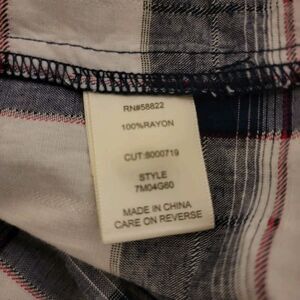 RN#58822
100%RAYON
CUT:8000719
STYLE
7M04G60
MADE IN CHINA
CARE ON REVERSE